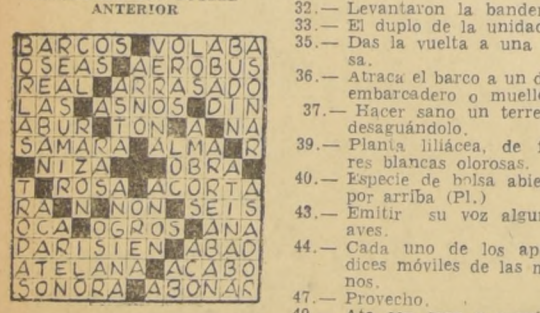 ANTERIOR
BARCOS VOLABA
OSEAS AEROBUS
REAL ARRASADO
LAS ASNOS DIN
ABUR TON A NA
SAMARA ALMA R
NIZA OBRA
T ROSA ACORTA
RA N NON SEIS
OCA OGROS ANA
PARISIEN ABAD
ATELANA ACABO
SONORA ABONAR
32.— Levantaron la bander
33.— El duplo de la unidad
35.— Das la vuelta a una
sa.
36.— Atraca el barco a un d
embarcadero o muelle
37.— Hacer sano un terre
desaguándolo.
39.— Planta liliácea, de f
res blancas olorosas.
40.— Especie de bolsa abie
por arriba (Pl.)
43.— Emitir su voz algun
aves.
44.— Cada uno de los ap
dices móviles de las m
nos.
47.— Provecho.